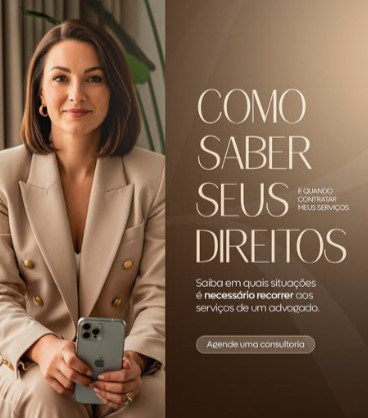 COMO
SABER
SEUS
E QUANDO
CONTRATAR
MEUS SERVIÇOS
DIREITOS
Saiba em quais situações
é necessário recorrer aos
serviços de um advogado.
Agende uma consultoria